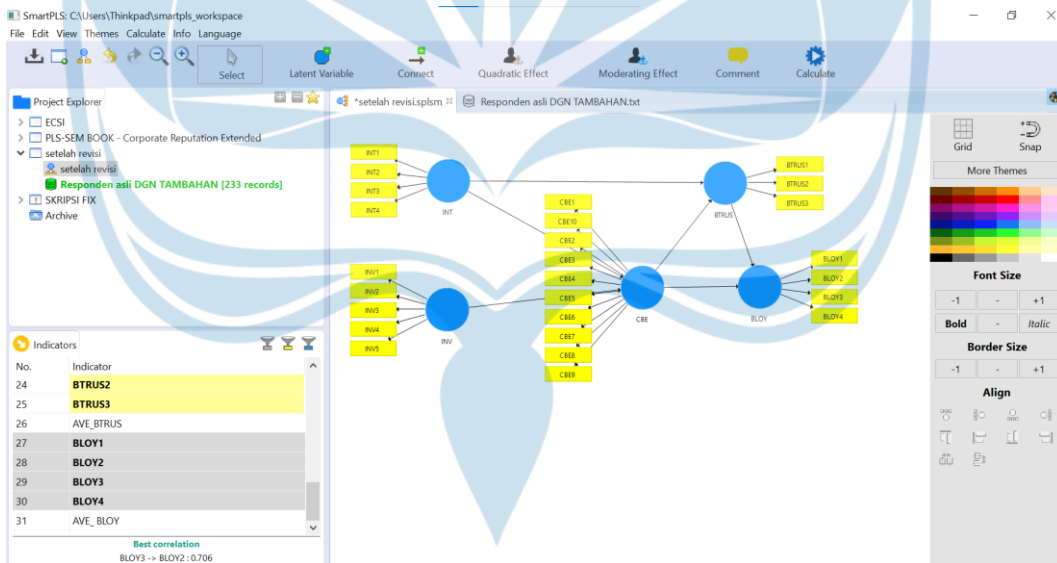 SmartPLS: C:\Users\Thinkpad\smartpls_workspace
File Edit View Themes Calculate Info Language
Select
Latent Variable
Connect
Quadratic Effect
Moderating Effect
Comment
Calculate
Project Explorer
ECSI
PLS-SEM BOOK - Corporate Reputation Extended
setelah revisi
setelah revisi
Responden asli DGN TAMBAHAN [233 records]
SKRIPSI FIX
Archive
Indicators
No. Indicator
24 BTRUS2
25 BTRUS3
26 AVE_BTRUS
27 BLOY1
28 BLOY2
29 BLOY3
30 BLOY4
31 AVE_ BLOY
Best correlation
BLOY3 -> BLOY2 : 0.706
*setelah revisi.splsm
Responden asli DGN TAMBAHAN.txt
INT1
INT2
INT3
INT4
INT
INV1
INV2
INV3
INV4
INV5
INV
CBE1
CBE10
CBE2
CBE3
CBE4
CBE5
CBE6
CBE7
CBE8
CBE9
CBE
BTRUS1
BTRUS2
BTRUS3
BTRUS
BLOY1
BLOY2
BLOY3
BLOY4
BLOY
Grid Snap
More Themes
Font Size
-1 - +1
Bold - Italic
Border Size
-1 - +1
Align